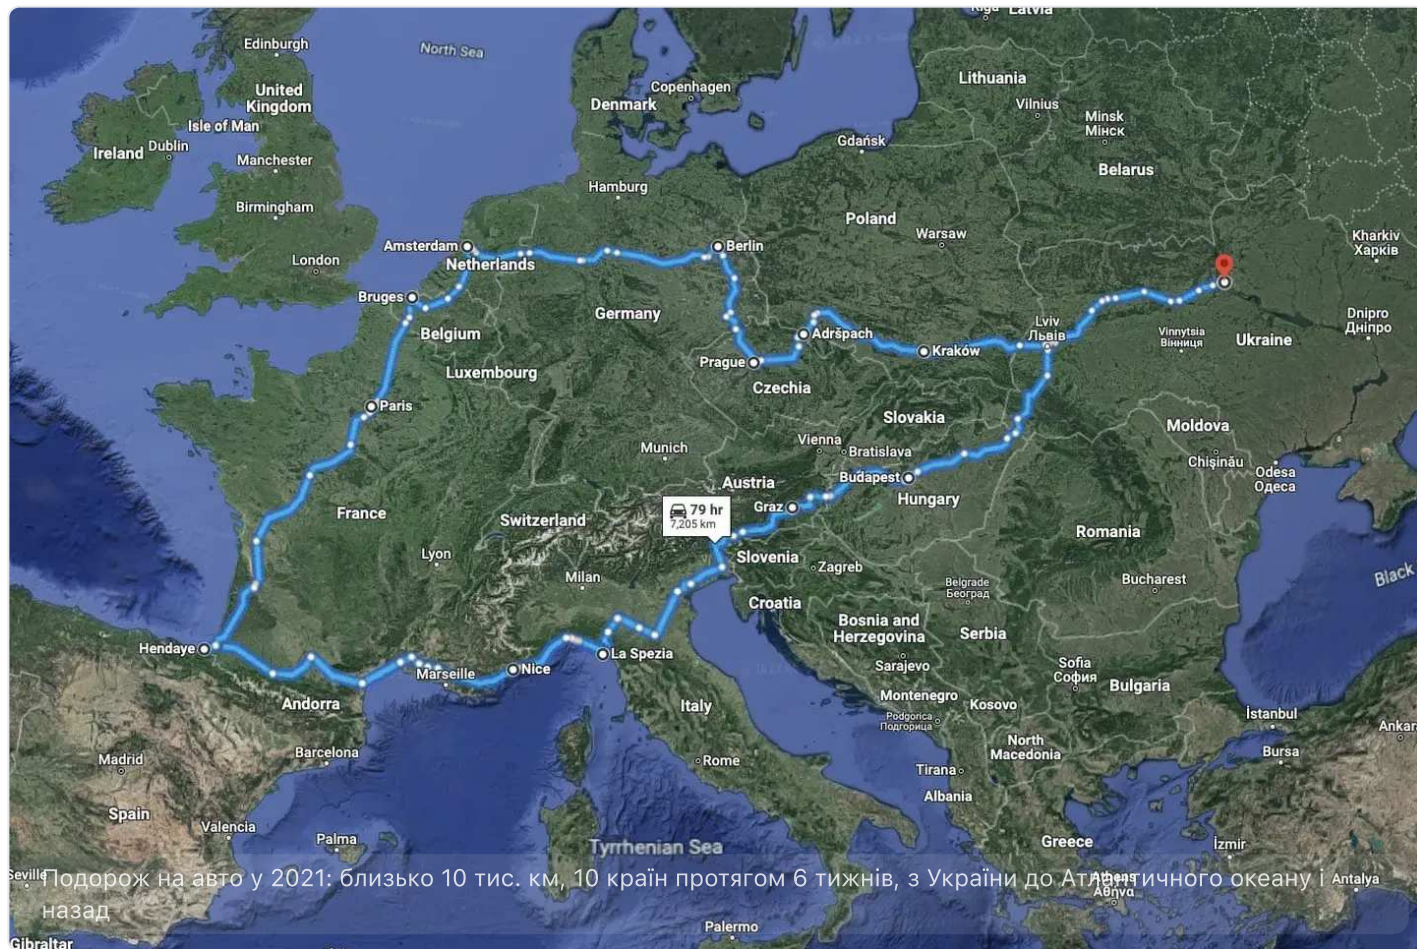 Riga
Latvia
Edinburgh
North Sea
Copenhagen
Lithuania
United
Kingdom
Denmark
Vilnius
Minsk
Мінск
Isle of Man
Ireland
Dublin
Gdańsk
Manchester
Belarus
Hamburg
Birmingham
Poland
Warsaw
Kharkiv
Харків
Amsterdam
Berlin
London
Netherlands
Bruges
Germany
Dnipro
Дніпро
Belgium
Adršpach
Lviv
Львів
Vinnytsia
Вінниця
Ukraine
Kraków
Prague
Luxembourg
Czechia
Paris
Slovakia
Moldova
Munich
Vienna
Bratislava
Chișinău
Odesa
Одеса
Budapest
Austria
Hungary
79 hr
7,205 km
Graz
France
Switzerland
Romania
Lyon
Slovenia
Zagreb
Milan
Belgrade
Београд
Bucharest
Black
Croatia
Bosnia and
Herzegovina
Serbia
Hendaye
La Spezia
Nice
Marseille
Sarajevo
Sofia
София
Bulgaria
Andorra
Montenegro
Kosovo
Italy
Podgorica
Подгорица
İstanbul
Ankara
North
Macedonia
Barcelona
Bursa
Madrid
Rome
Tirana
Albania
Spain
Valencia
Palma
Tyrrhenian Sea
Greece
İzmir
Seville
Athens
Αθήνα
Antalya
Подорож на авто у 2021: близько 10 тис. км, 10 країн протягом 6 тижнів, з України до Атлантичного океану і
назад
Palermo
Gibraltar